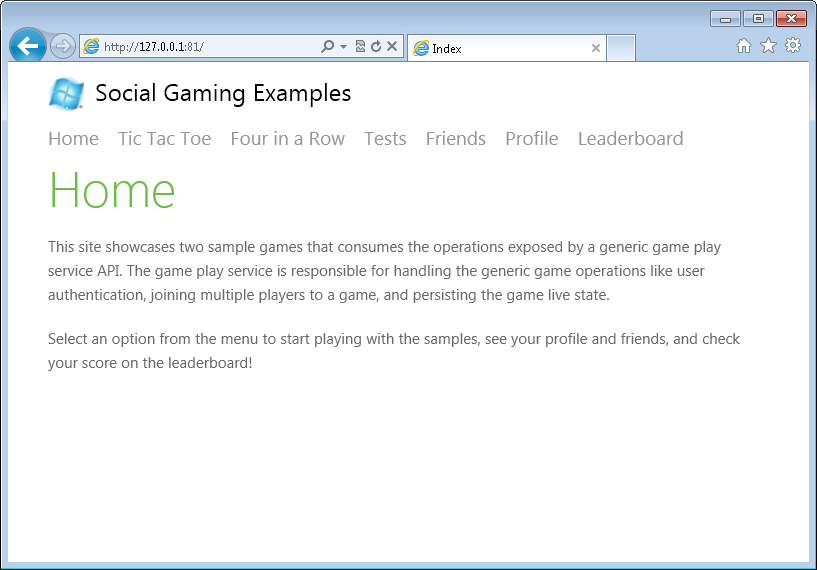 http://127.0.0.1:81/
Index
Social Gaming Examples
Home Tic Tac Toe Four in a Row Tests Friends Profile Leaderboard
Home
This site showcases two sample games that consumes the operations exposed by a generic game play
service API. The game play service is responsible for handling the generic game operations like user
authentication, joining multiple players to a game, and persisting the game live state.
Select an option from the menu to start playing with the samples, see your profile and friends, and check
your score on the leaderboard!